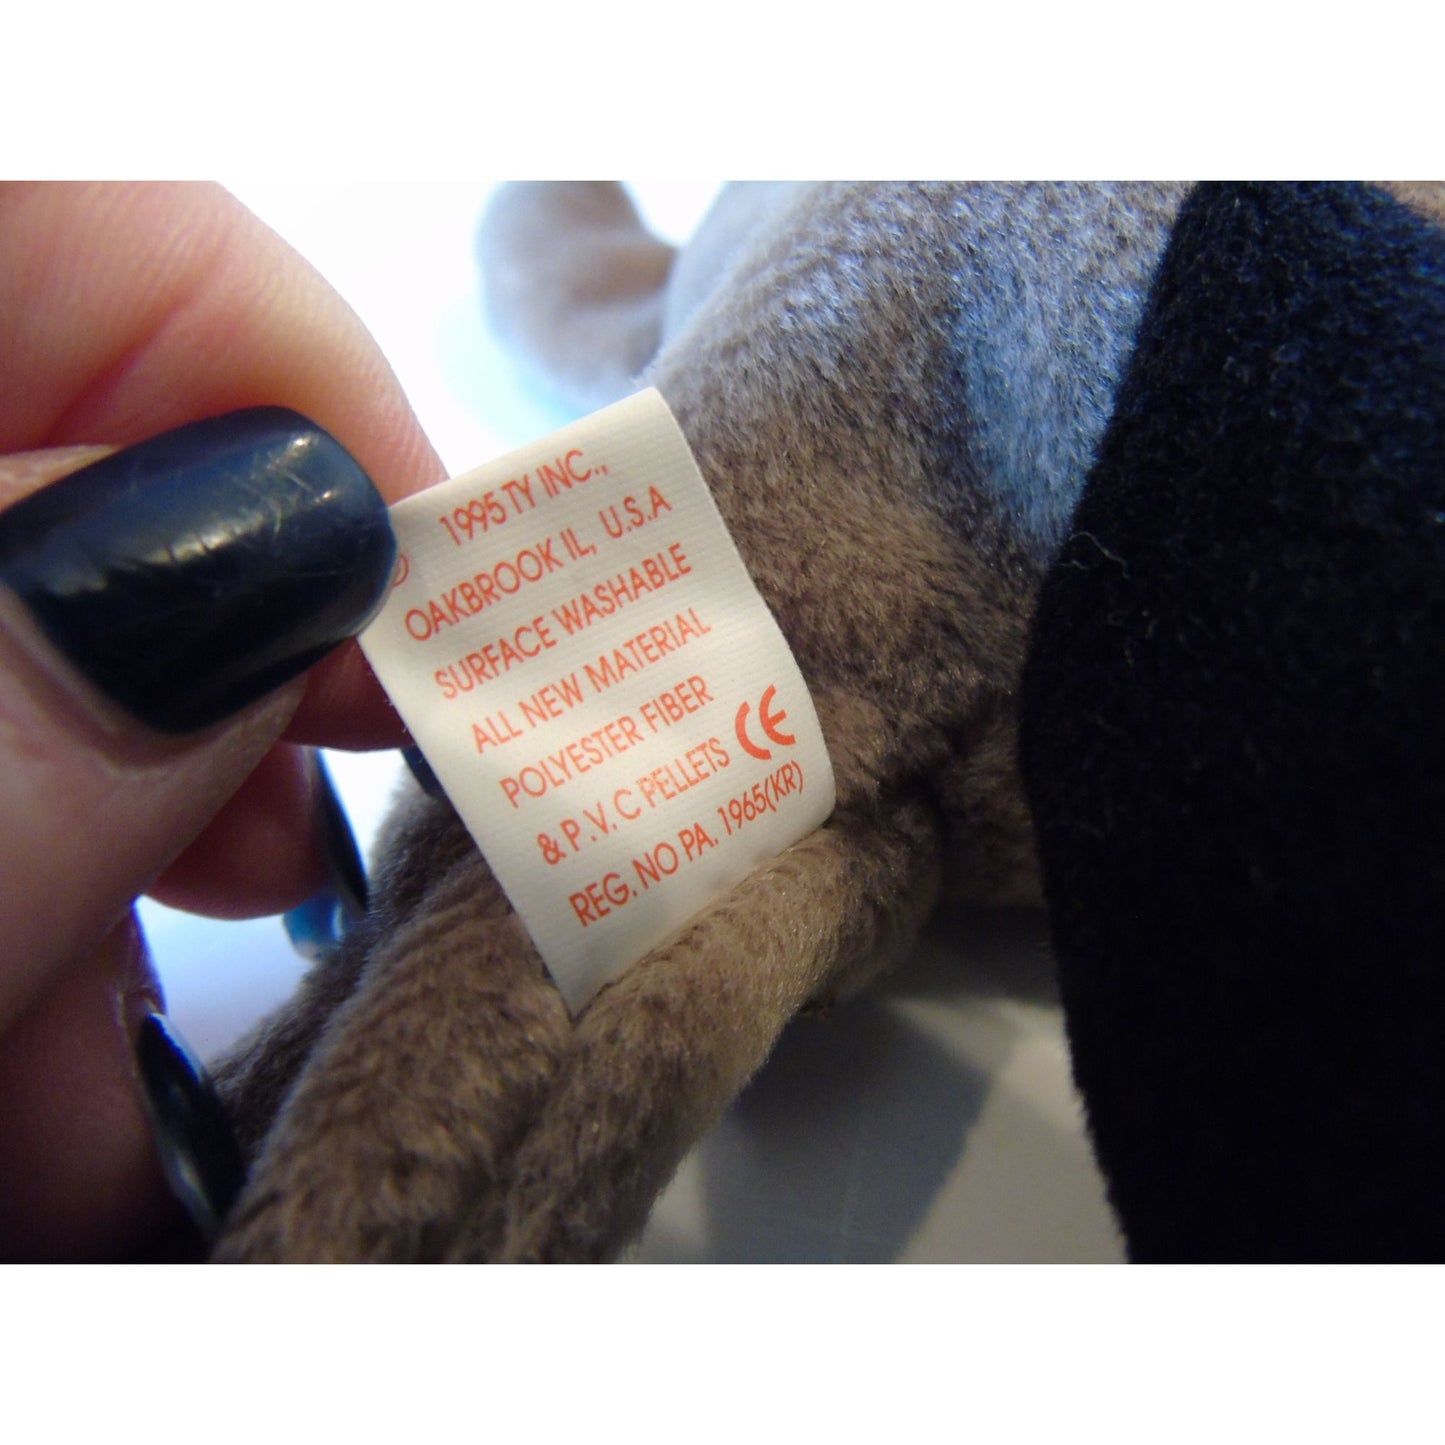 © 1995 TY INC.,
OAKBROOK IL, U.S.A
SURFACE WASHABLE
ALL NEW MATERIAL
POLYESTER FIBER
& P.V.C PELLETS CE
REG. NO PA. 1965(KR)